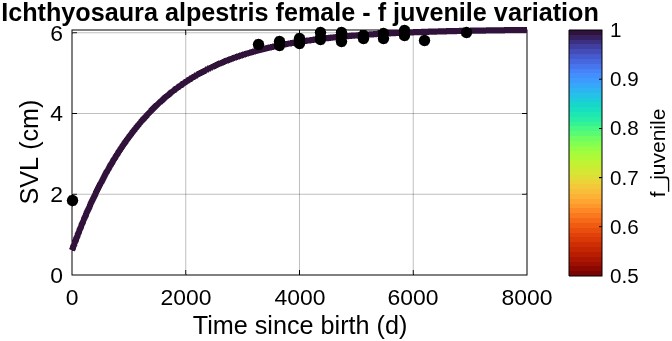 Ichthyosaura alpestris female - f juvenile variation
6
4
2
0
SVL (cm)
0 2000 4000 6000 8000
Time since birth (d)
1
0.9
0.8
0.7
0.6
0.5
f_juvenile